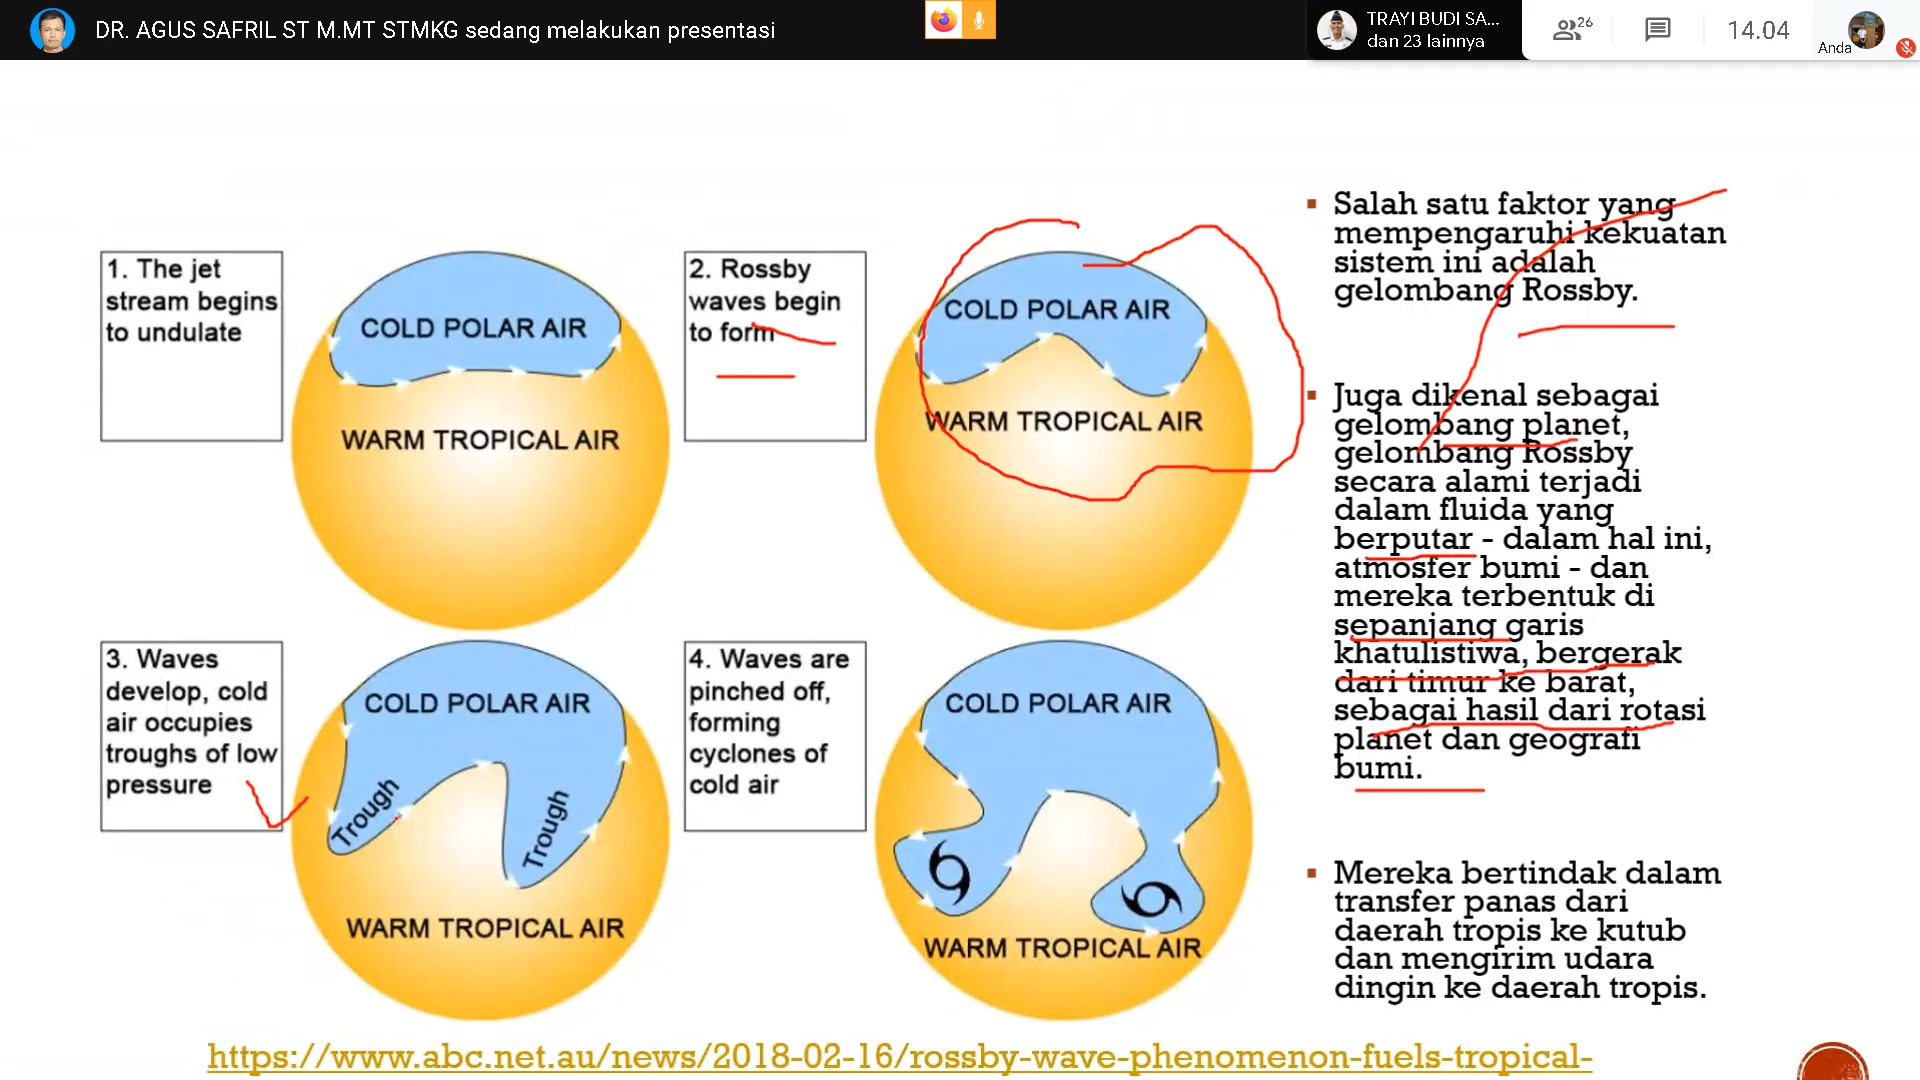 DR. AGUS SAFRIL ST M.MT STMKG sedang melakukan presentasi
TRAYI BUDI SA...
dan 23 lainnya
26
14.04
Anda
1. The jet
stream begins
to undulate
COLD POLAR AIR
WARM TROPICAL AIR
2. Rossby
waves begin
to form
COLD POLAR AIR
WARM TROPICAL AIR
3. Waves
develop, cold
air occupies
troughs of low
pressure
COLD POLAR AIR
Trough
Trough
WARM TROPICAL AIR
4. Waves are
pinched off,
forming
cyclones of
cold air
COLD POLAR AIR
WARM TROPICAL AIR
Salah satu faktor yang
mempengaruhi kekuatan
sistem ini adalah
gelombang Rossby.
Juga dikenal sebagai
gelombang planet,
gelombang Rossby
secara alami terjadi
dalam fluida yang
berputar - dalam hal ini,
atmosfer bumi - dan
mereka terbentuk di
sepanjang garis
khatulistiwa, bergerak
dari timur ke barat,
sebagai hasil dari rotasi
planet dan geografi
bumi.
Mereka bertindak dalam
transfer panas dari
daerah tropis ke kutub
dan mengirim udara
dingin ke daerah tropis.
https://www.abc.net.au/news/2018-02-16/rossby-wave-phenomenon-fuels-tropical-